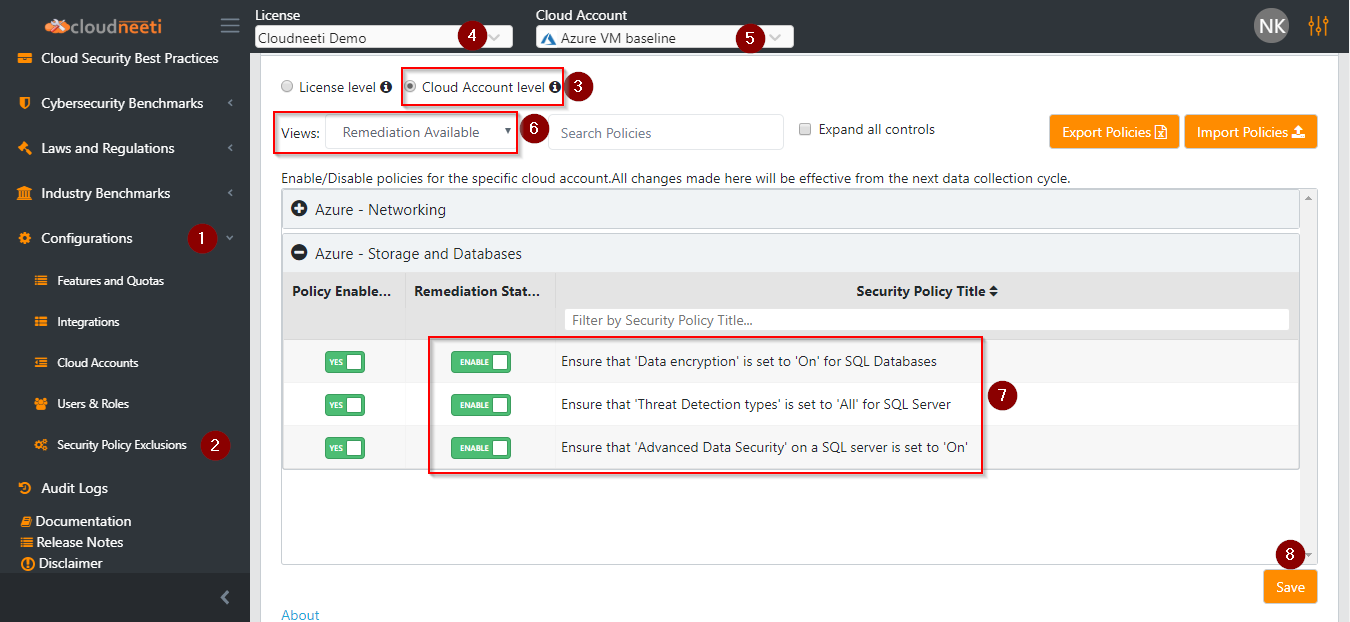 cloudneeti
License
Cloud Account
Cloudneeti Demo
4
Azure VM baseline
5
NK
Cloud Security Best Practices
Cybersecurity Benchmarks
Laws and Regulations
Industry Benchmarks
Configurations
1
Features and Quotas
Integrations
Cloud Accounts
Users & Roles
Security Policy Exclusions
2
Audit Logs
Documentation
Release Notes
Disclaimer
License level
Cloud Account level
3
Views:
Remediation Available
6
Search Policies
Expand all controls
Export Policies
Import Policies
Enable/Disable policies for the specific cloud account.All changes made here will be effective from the next data collection cycle.
Azure - Networking
Azure - Storage and Databases
Policy Enable...
Remediation Stat...
Security Policy Title
Filter by Security Policy Title...
YES
ENABLE
Ensure that 'Data encryption' is set to 'On' for SQL Databases
YES
ENABLE
Ensure that 'Threat Detection types' is set to 'All' for SQL Server
7
YES
ENABLE
Ensure that 'Advanced Data Security' on a SQL server is set to 'On'
8
Save
About